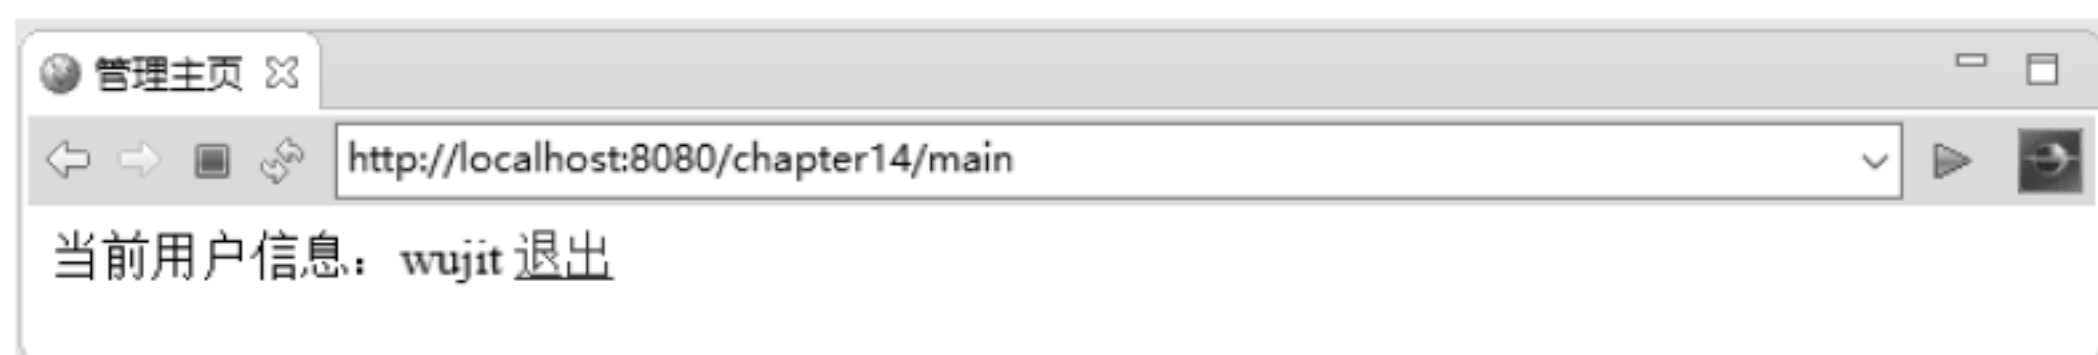 管理主页
http://localhost:8080/chapter14/main
当前用户信息：wujit 退出